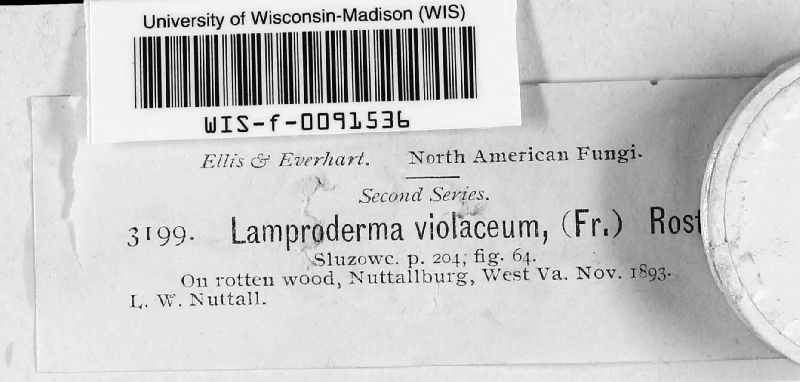 University of Wisconsin-Madison (WIS)
WIS-f-0091536
Ellis & Everhart. North American Fungi.
Second Series.
3199. Lamproderma violaceum, (Fr.) Rost
Sluzowc. p. 204, fig. 64.
On rotten wood, Nuttallburg, West Va. Nov. 1893.
L. W. Nuttall.